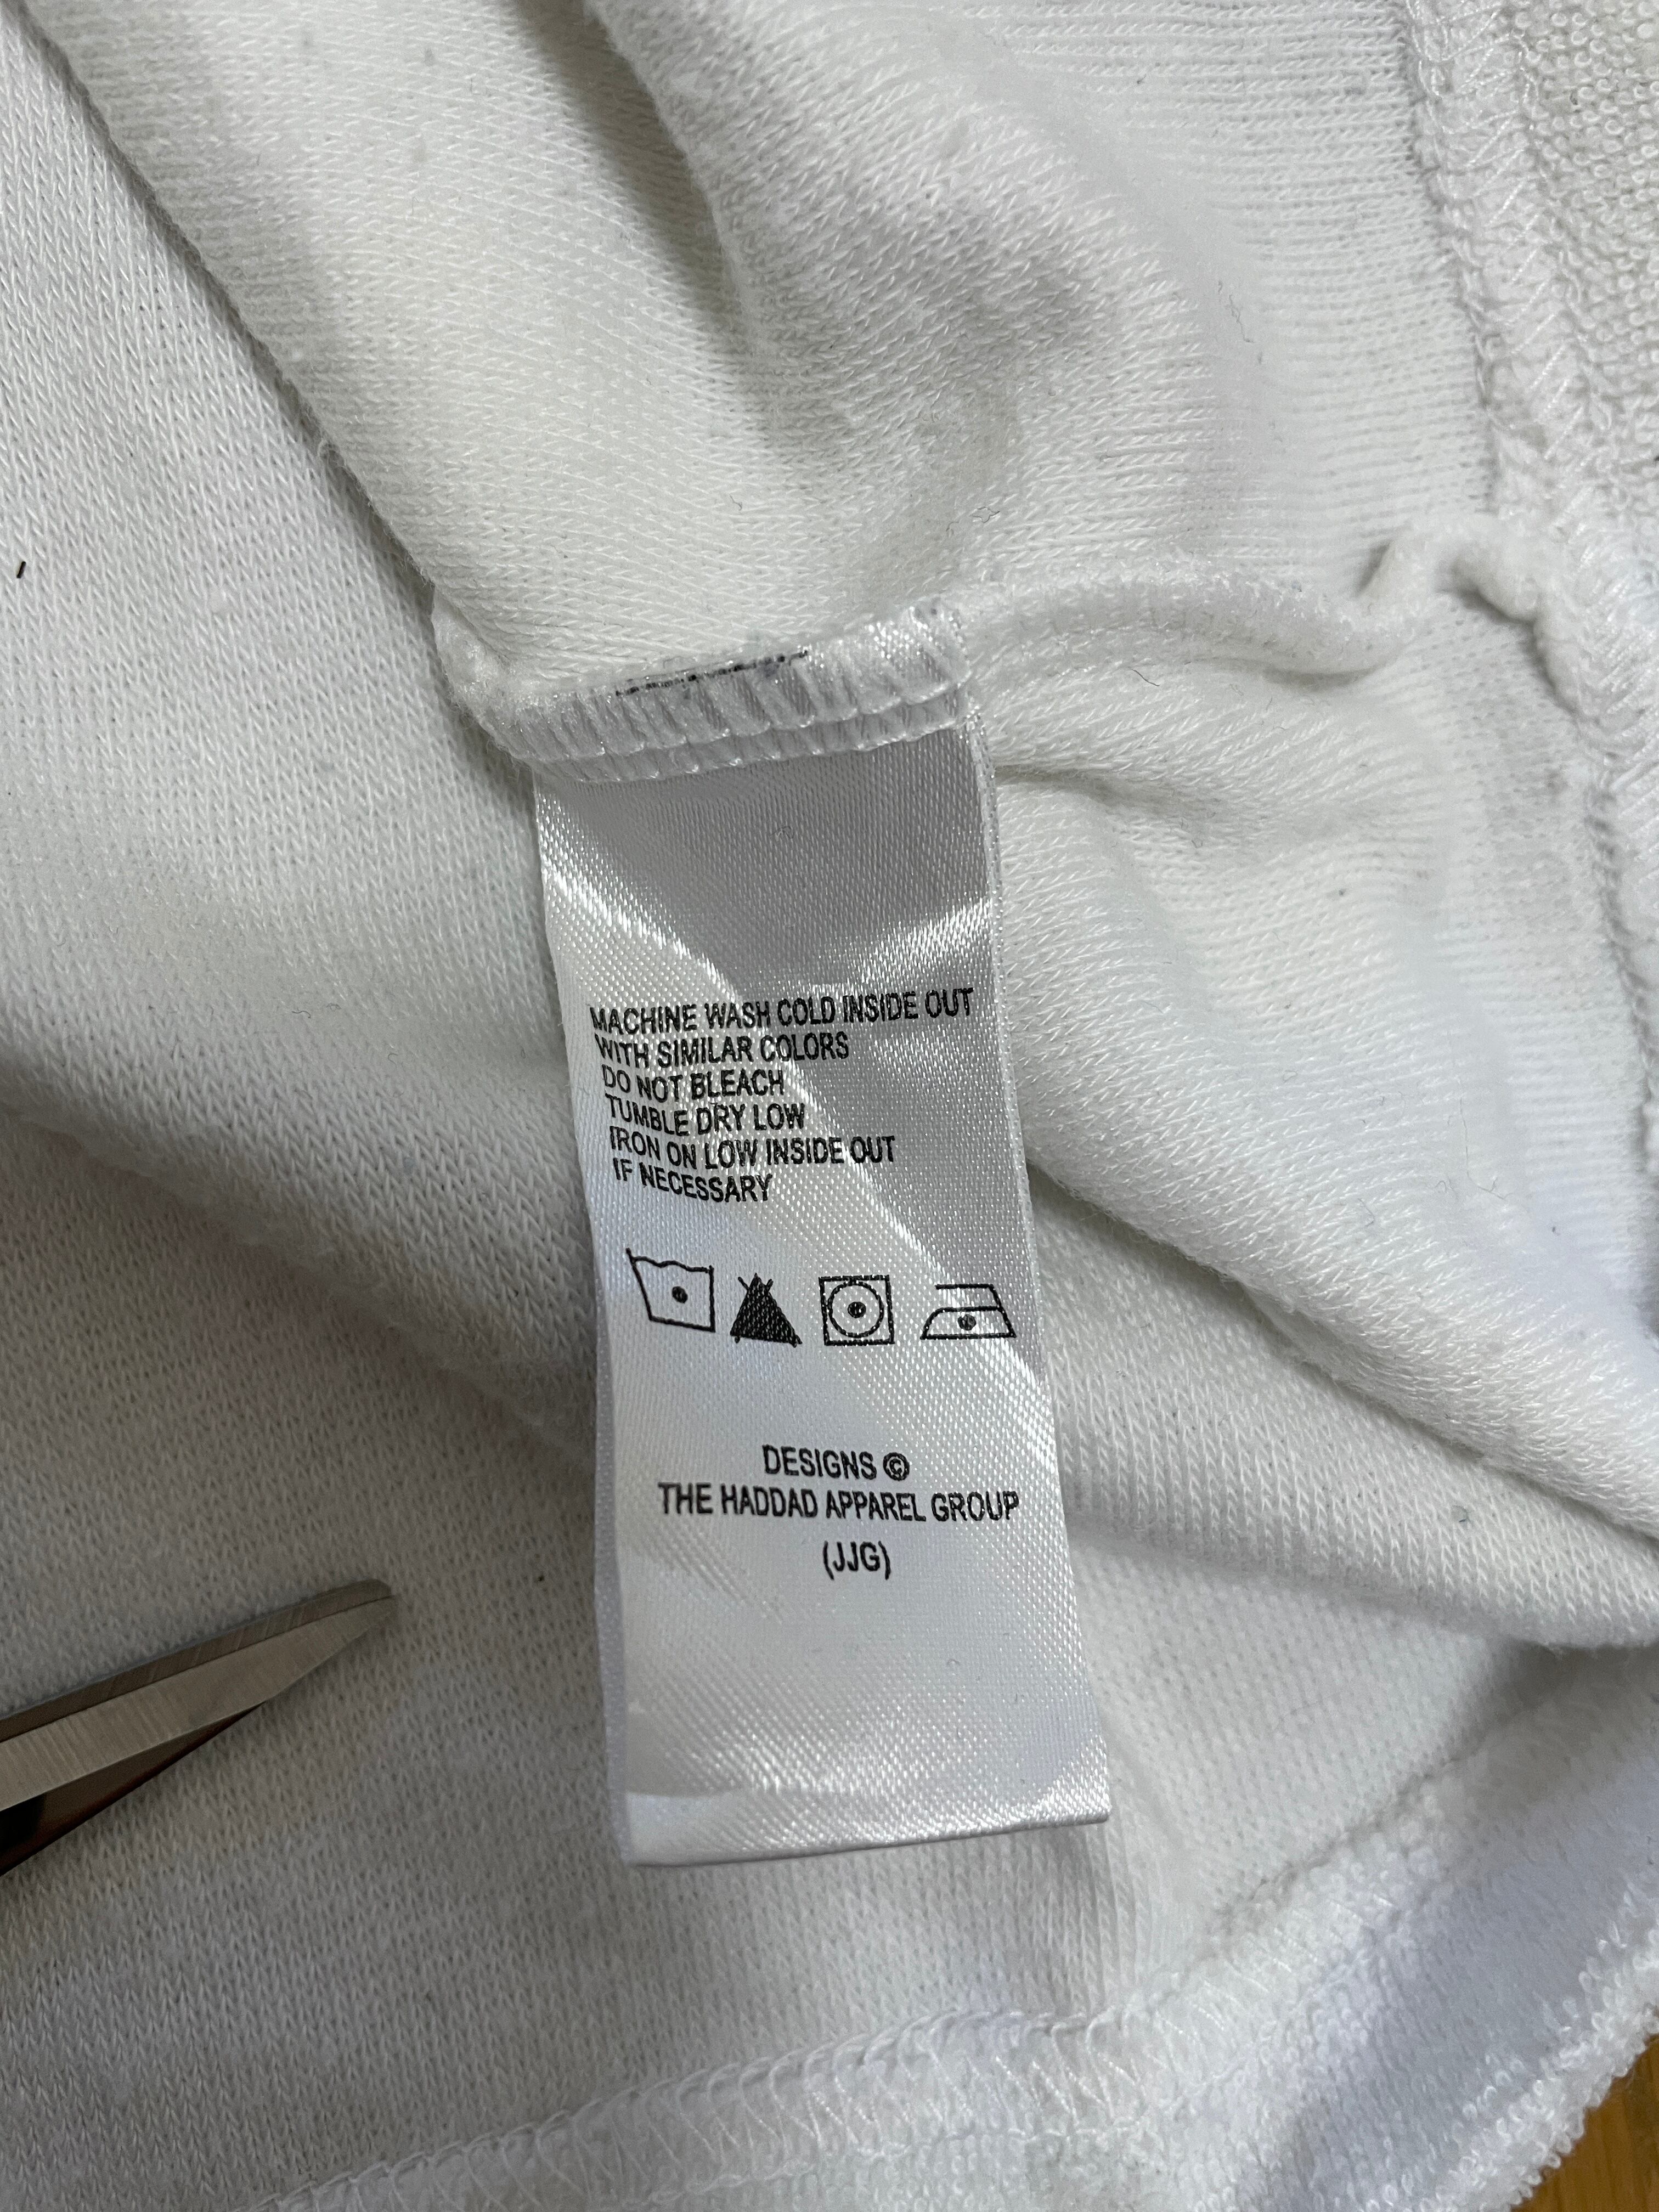 MACHINE WASH COLD INSIDE OUT
WITH SIMILAR COLORS
DO NOT BLEACH
TUMBLE DRY LOW
IRON ON LOW INSIDE OUT
IF NECESSARY
DESIGNS ©
THE HADDAD APPAREL GROUP
(JJG)